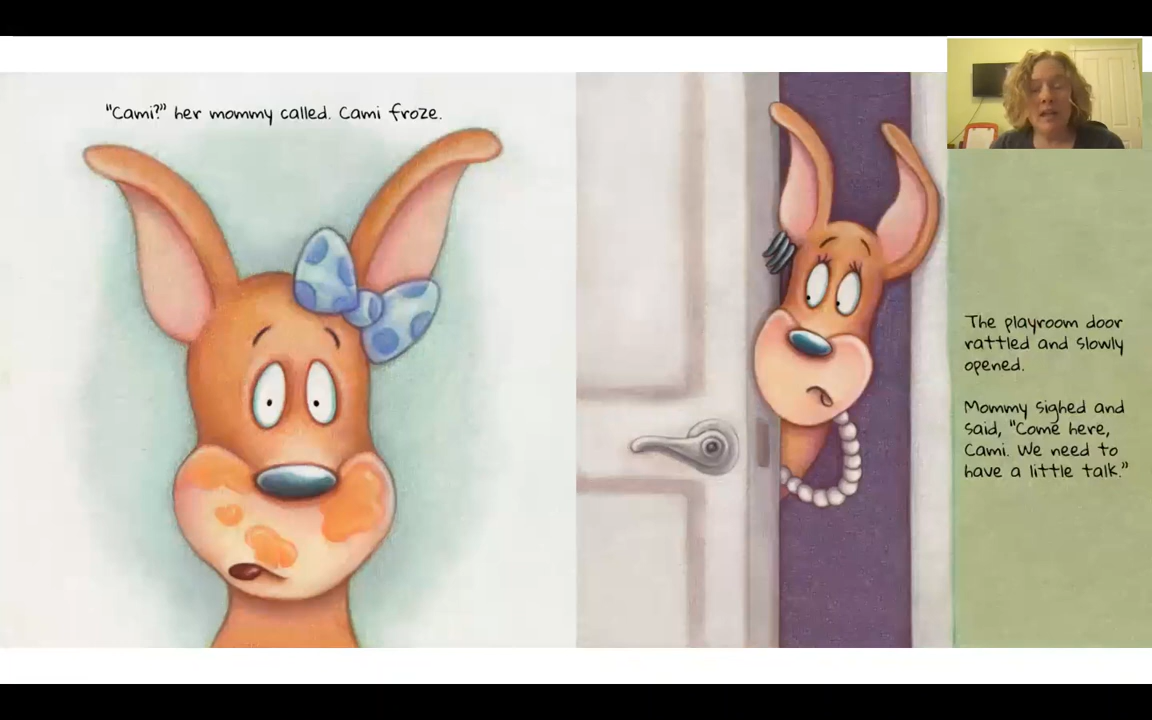 "Cami?" her mommy called. Cami froze.
The playroom door
rattled and slowly
opened.
Mommy sighed and
said, "Come here,
Cami. We need to
have a little talk."